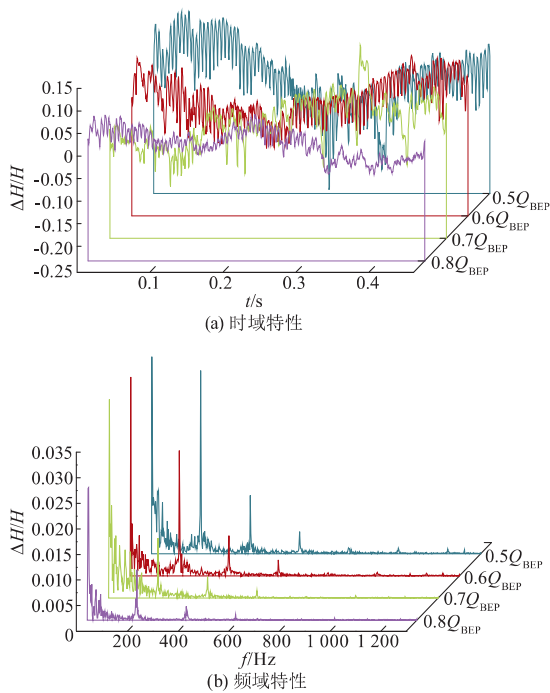 0.15
0.10
0.05
0
-0.05
-0.10
-0.15
-0.20
-0.25
ΔH/H
0.1
0.2
0.3
0.4
t/s
0.5Q_BEP
0.6Q_BEP
0.7Q_BEP
0.8Q_BEP
(a) 时域特性
0.035
0.030
0.025
0.020
0.015
0.010
0.005
0
ΔH/H
200
400
600
800
1 000
1 200
f/Hz
0.5Q_BEP
0.6Q_BEP
0.7Q_BEP
0.8Q_BEP
(b) 频域特性